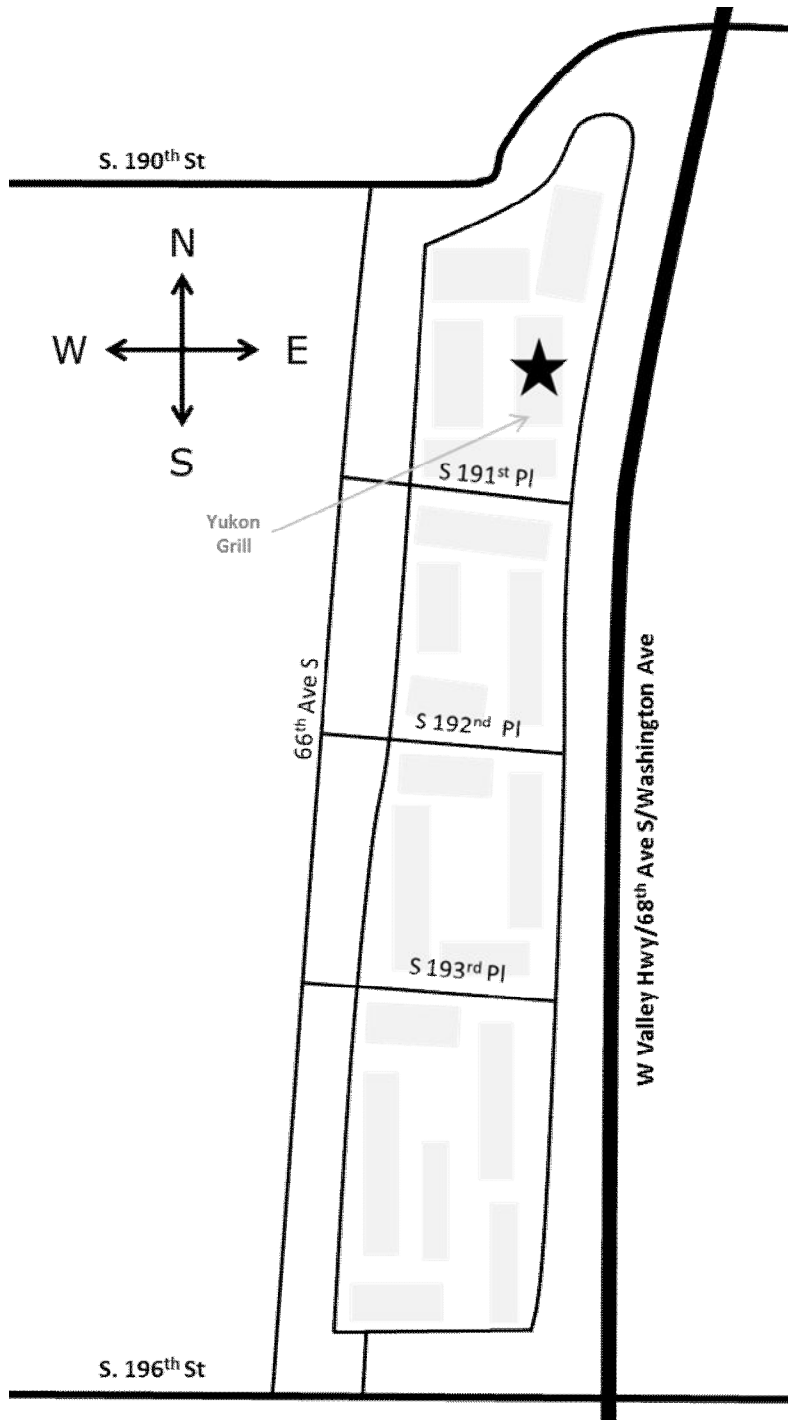 S. 190th St
N
W
E
S
S 191st Pl
Yukon
Grill
66th Ave S
S 192nd Pl
W Valley Hwy/68th Ave S/Washington Ave
S 193rd Pl
S. 196th St